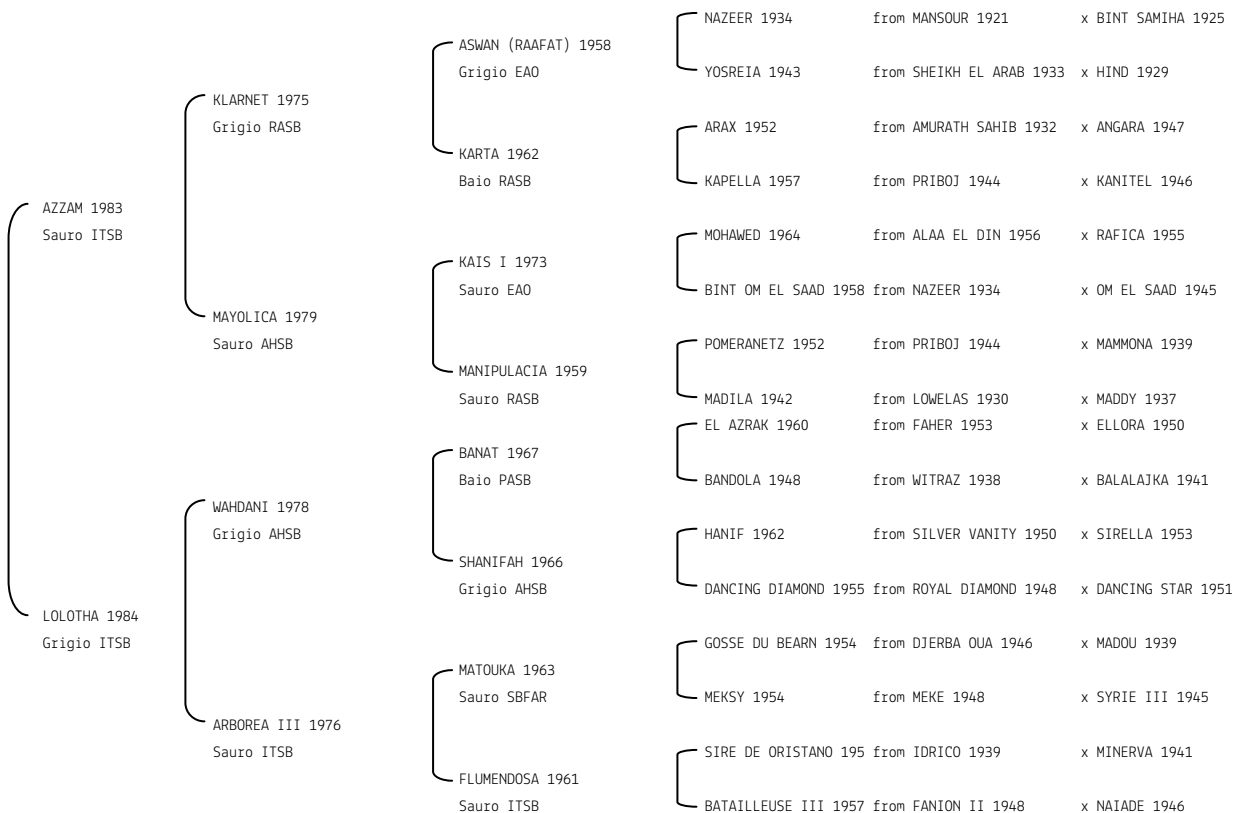 NAZEER 1934 from MANSOUR 1921 x BINT SAMIHA 1925
ASWAN (RAAFAT) 1958
Grigio EAO
YOSREIA 1943 from SHEIKH EL ARAB 1933 x HIND 1929
KLARNET 1975
Grigio RASB
ARAX 1952 from AMURATH SAHIB 1932 x ANGARA 1947
KARTA 1962
Baio RASB
KAPELLA 1957 from PRIBOJ 1944 x KANITEL 1946
AZZAM 1983
Sauro ITSB
MOHAWED 1964 from ALAA EL DIN 1956 x RAFICA 1955
KAIS I 1973
Sauro EAO
BINT OM EL SAAD 1958 from NAZEER 1934 x OM EL SAAD 1945
MAYOLICA 1979
Sauro AHSB
POMERANETZ 1952 from PRIBOJ 1944 x MAMMONA 1939
MANIPULACIA 1959
Sauro RASB
MADILA 1942 from LOWELAS 1930 x MADDY 1937
EL AZRAK 1960 from FAHER 1953 x ELLORA 1950
BANAT 1967
Baio PASB
BANDOLA 1948 from WITRAZ 1938 x BALALAJKA 1941
WAHDANI 1978
Grigio AHSB
HANIF 1962 from SILVER VANITY 1950 x SIRELLA 1953
SHANIFAH 1966
Grigio AHSB
DANCING DIAMOND 1955 from ROYAL DIAMOND 1948 x DANCING STAR 1951
LOLOTHA 1984
Grigio ITSB
GOSSE DU BEARN 1954 from DJERBA OUA 1946 x MADOU 1939
MATOUKA 1963
Sauro SBFAR
MEKSY 1954 from MEKE 1948 x SYRIE III 1945
ARBOREA III 1976
Sauro ITSB
SIRE DE ORISTANO 195 from IDRICO 1939 x MINERVA 1941
FLUMENDOSA 1961
Sauro ITSB
BATAILLEUSE III 1957 from FANION II 1948 x NAIADE 1946